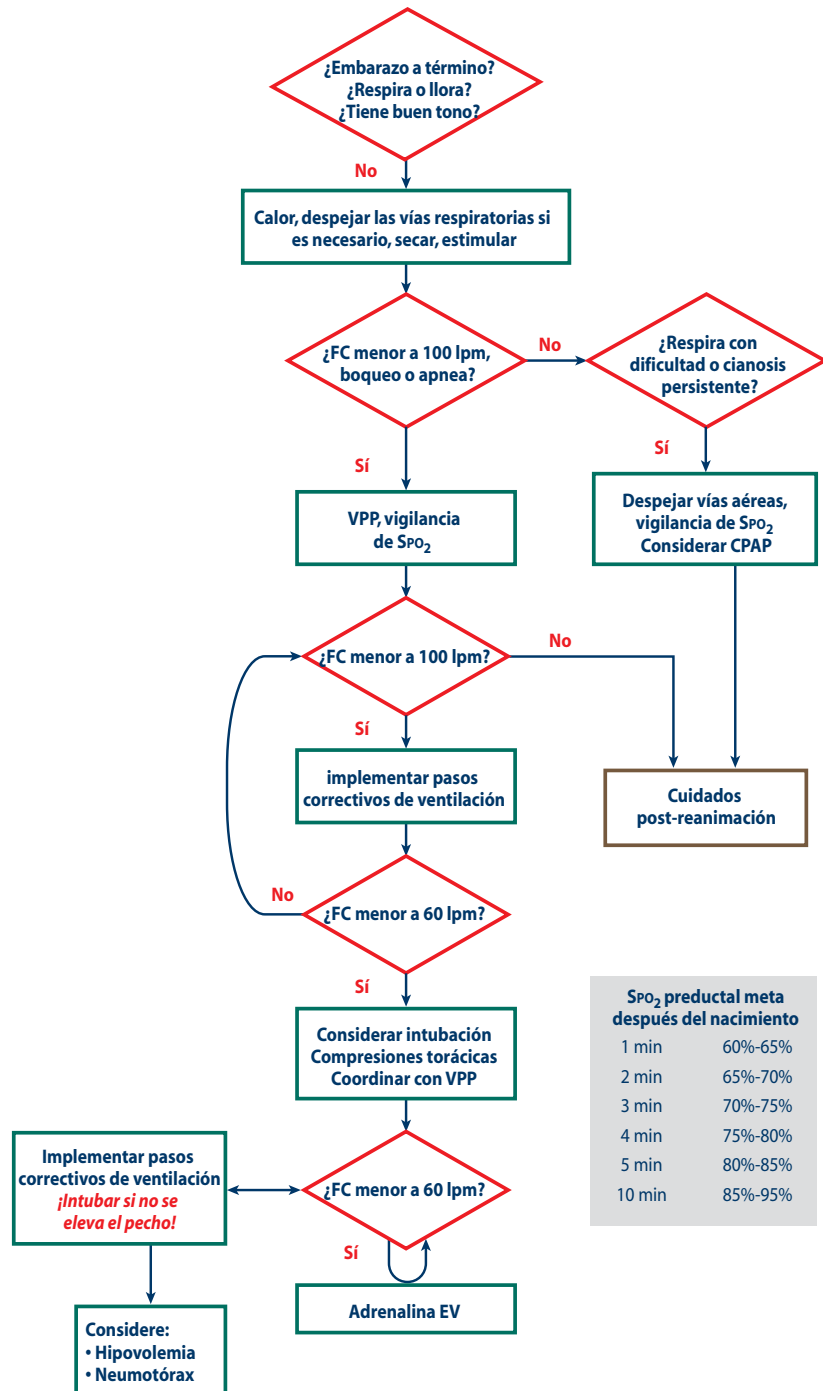 ¿Embarazo a término?
¿Respira o llora?
¿Tiene buen tono?
No
Calor, despejar las vías respiratorias si
es necesario, secar, estimular
¿FC menor a 100 lpm,
boqueo o apnea?
No
¿Respira con
dificultad o cianosis
persistente?
Sí
Sí
VPP, vigilancia
de SPO2
Despejar vías aéreas,
vigilancia de SPO2
Considerar CPAP
¿FC menor a 100 lpm?
No
Sí
implementar pasos
correctivos de ventilación
Cuidados
post-reanimación
No
¿FC menor a 60 lpm?
Sí
Considerar intubación
Compresiones torácicas
Coordinar con VPP
SPO2 preductal meta
después del nacimiento
1 min 60%-65%
2 min 65%-70%
3 min 70%-75%
4 min 75%-80%
5 min 80%-85%
10 min 85%-95%
Implementar pasos
correctivos de ventilación
¡Intubar si no se
eleva el pecho!
¿FC menor a 60 lpm?
Sí
Adrenalina EV
Considere:
• Hipovolemia
• Neumotórax